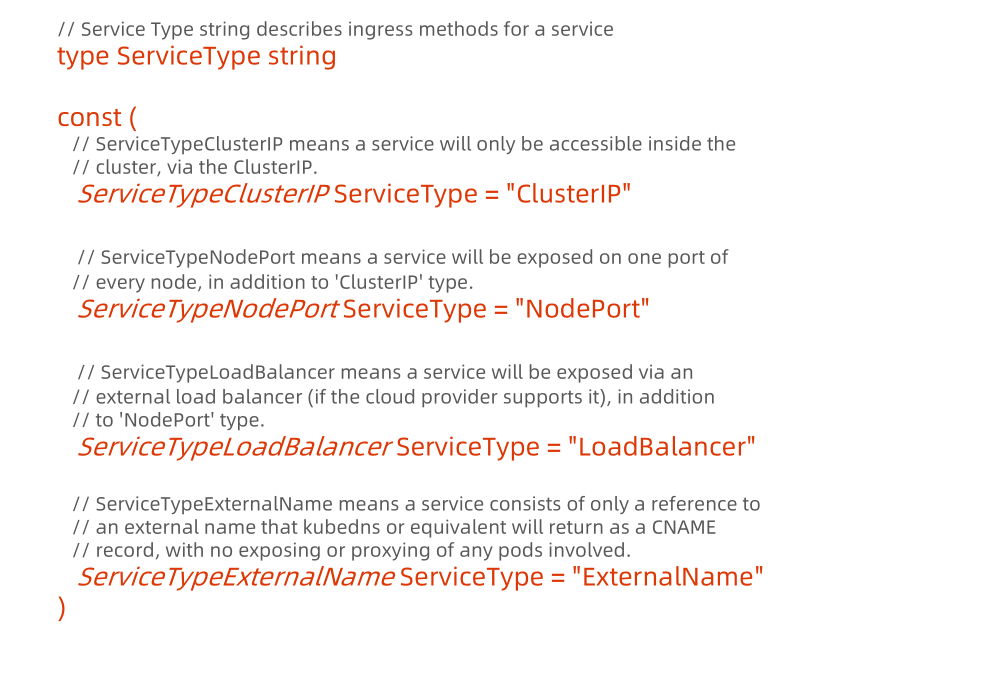 // Service Type string describes ingress methods for a service
type ServiceType string
const (
// ServiceTypeClusterIP means a service will only be accessible inside the
// cluster, via the ClusterIP.
ServiceTypeClusterIP ServiceType = "ClusterIP"
// ServiceTypeNodePort means a service will be exposed on one port of
// every node, in addition to 'ClusterIP' type.
ServiceTypeNodePort ServiceType = "NodePort"
// ServiceTypeLoadBalancer means a service will be exposed via an
// external load balancer (if the cloud provider supports it), in addition
// to 'NodePort' type.
ServiceTypeLoadBalancer ServiceType = "LoadBalancer"
// ServiceTypeExternalName means a service consists of only a reference to
// an external name that kubedns or equivalent will return as a CNAME
// record, with no exposing or proxying of any pods involved.
ServiceTypeExternalName ServiceType = "ExternalName"
)